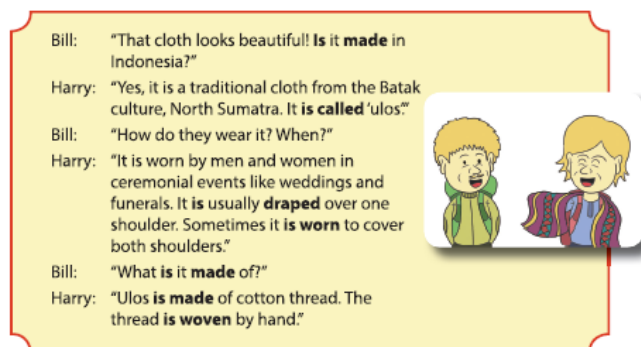 Bill: "That cloth looks beautiful! Is it made in
Indonesia?"
Harry: "Yes, it is a traditional cloth from the Batak
culture, North Sumatra. It is called 'ulos'."
Bill: "How do they wear it? When?"
Harry: "It is worn by men and women in
ceremonial events like weddings and
funerals. It is usually draped over one
shoulder. Sometimes it is worn to cover
both shoulders."
Bill: "What is it made of?"
Harry: "Ulos is made of cotton thread. The
thread is woven by hand."